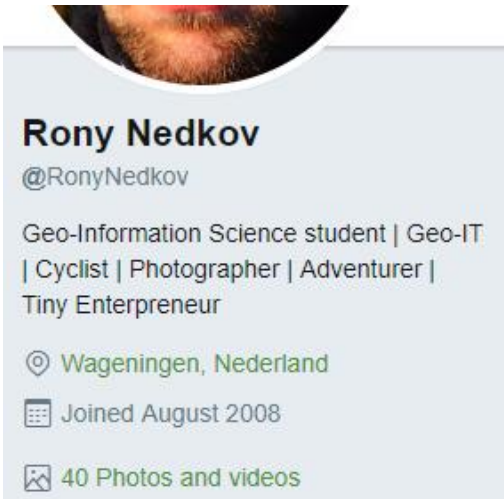 Rony Nedkov
@RonyNedkov
Geo-Information Science student | Geo-IT
| Cyclist | Photographer | Adventurer |
Tiny Enterpreneur
Wageningen, Nederland
Joined August 2008
40 Photos and videos